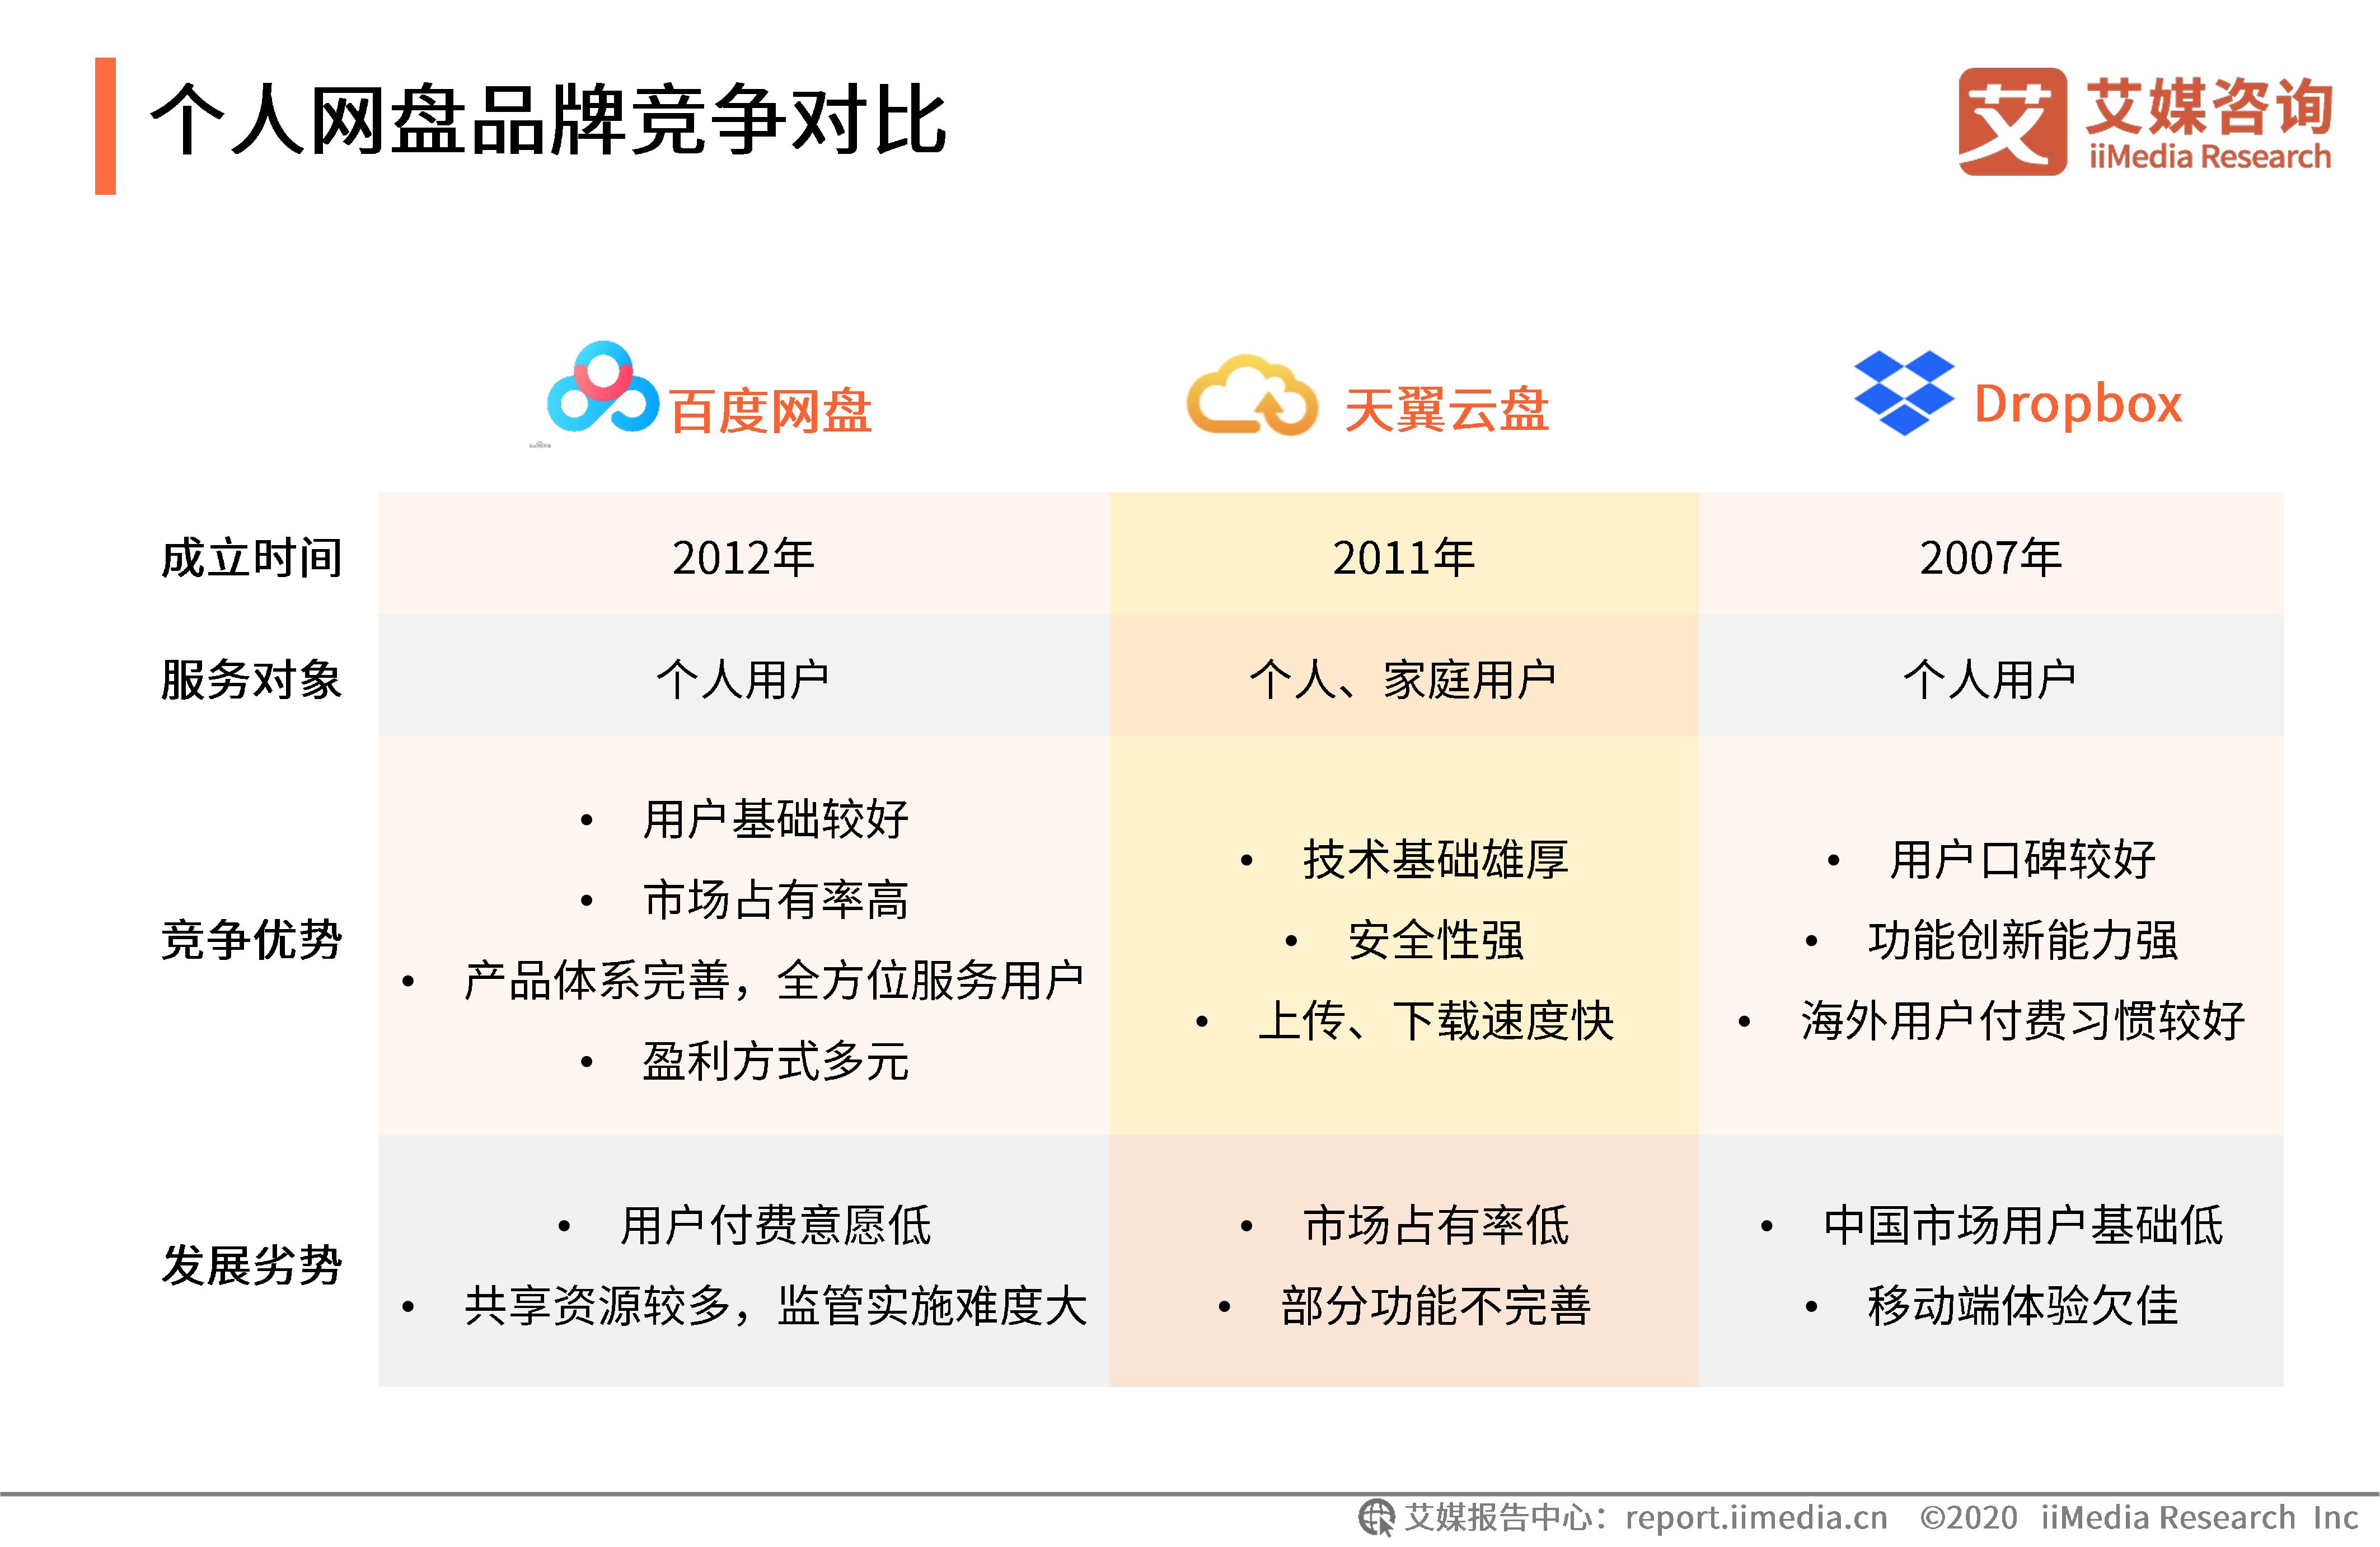 个人网盘品牌竞争对比
艾 艾媒咨询
iiMedia Research
百度网盘 天翼云盘 Dropbox
成立时间 2012年 2011年 2007年
服务对象 个人用户 个人、家庭用户 个人用户
竞争优势
• 用户基础较好
• 市场占有率高
• 产品体系完善，全方位服务用户
• 盈利方式多元
• 技术基础雄厚
• 安全性强
• 上传、下载速度快
• 用户口碑较好
• 功能创新能力强
• 海外用户付费习惯较好
发展劣势
• 用户付费意愿低
• 共享资源较多，监管实施难度大
• 市场占有率低
• 部分功能不完善
• 中国市场用户基础低
• 移动端体验欠佳
艾媒报告中心：report.iimedia.cn ©2020 iiMedia Research Inc